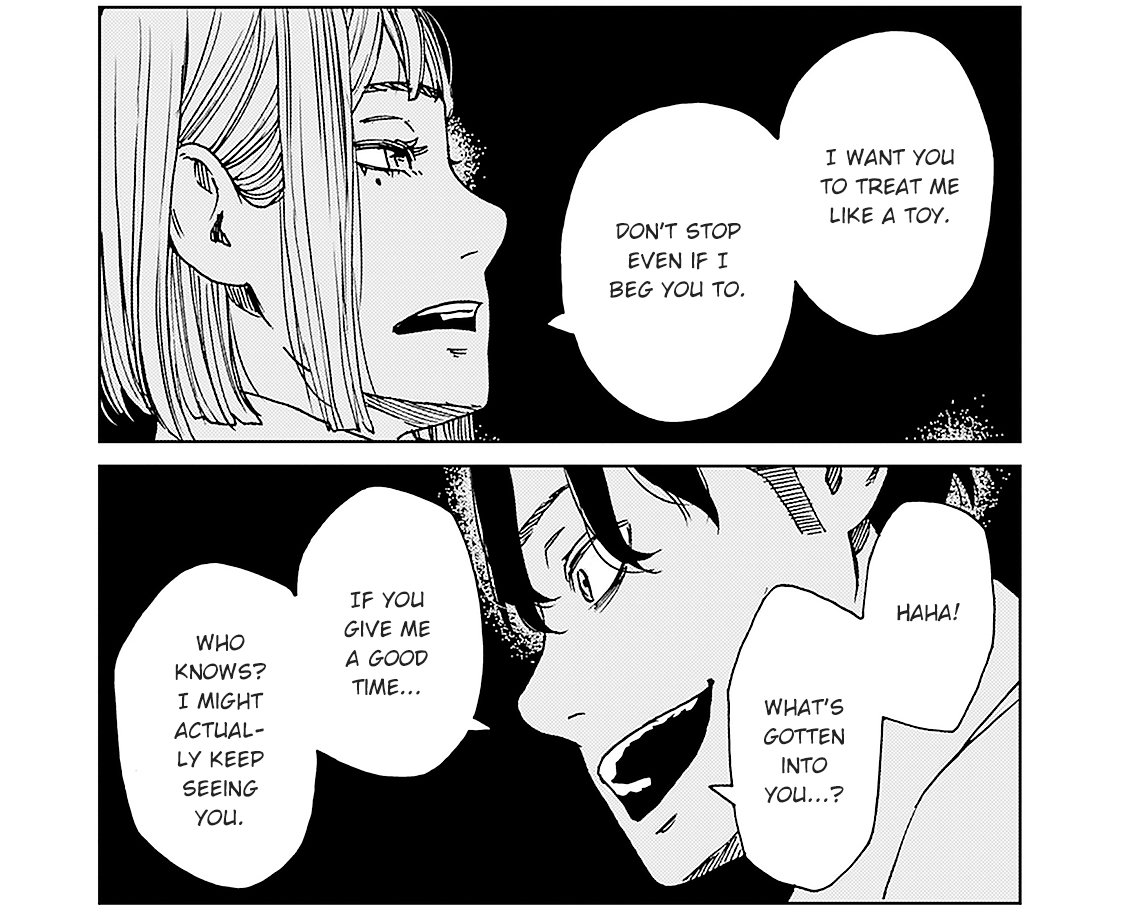 I WANT YOU
TO TREAT ME
LIKE A TOY.
DON'T STOP
EVEN IF I
BEG YOU TO.
HAHA!
WHAT'S
GOTTEN
INTO
YOU...?
IF YOU
GIVE ME
A GOOD
TIME...
WHO
KNOWS?
I MIGHT
ACTUAL-
LY KEEP
SEEING
YOU.